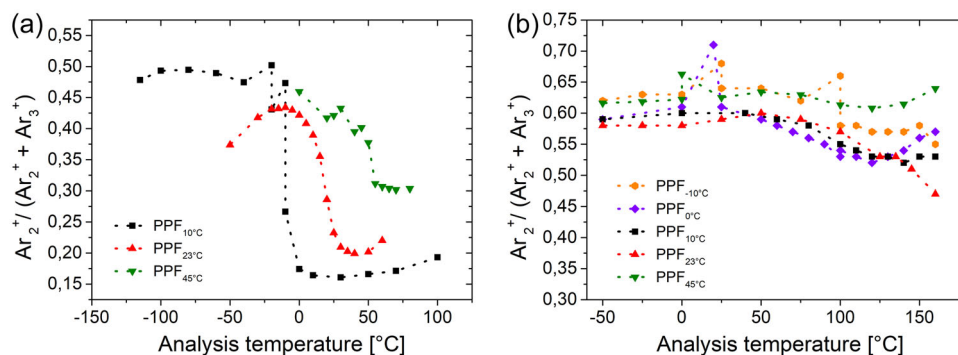 (a)
Ar₂⁺/ (Ar₂⁺ + Ar₃⁺)
0,55
0,50
0,45
0,40
0,35
0,30
0,25
0,20
0,15
PPF₁₀°C
PPF₂₃°C
PPF₄₅°C
-150 -100 -50 0 50 100
Analysis temperature [°C]
(b)
Ar₂⁺/ (Ar₂⁺ + Ar₃⁺)
0,75
0,70
0,65
0,60
0,55
0,50
0,45
0,40
0,35
0,30
PPF₋₁₀°C
PPF₀°C
PPF₁₀°C
PPF₂₃°C
PPF₄₅°C
-50 0 50 100 150
Analysis temperature [°C]